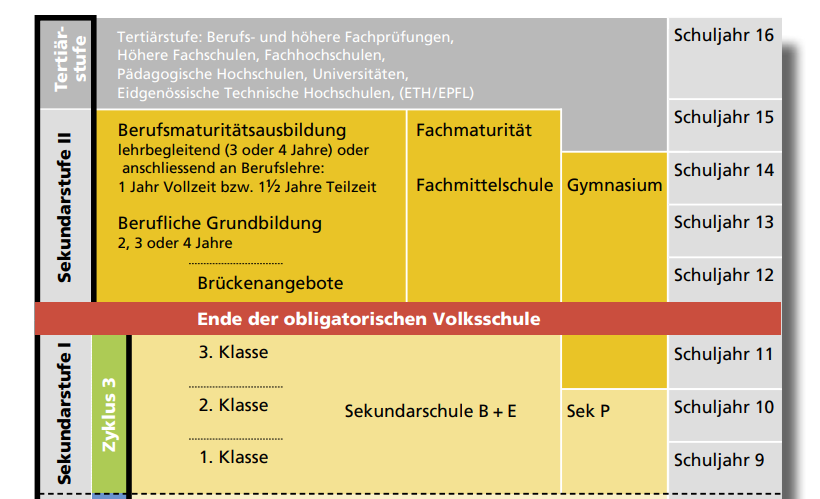 Tertiär-
stufe
Tertiärstufe: Berufs- und höhere Fachprüfungen,
Höhere Fachschulen, Fachhochschulen,
Pädagogische Hochschulen, Universitäten,
Eidgenössische Technische Hochschulen, (ETH/EPFL)
Schuljahr 16
Sekundarstufe II
Berufsmaturitätsausbildung
lehrbegleitend (3 oder 4 Jahre) oder
anschliessend an Berufslehre:
1 Jahr Vollzeit bzw. 1½ Jahre Teilzeit
Berufliche Grundbildung
2, 3 oder 4 Jahre
Brückenangebote
Fachmaturität
Fachmittelschule
Gymnasium
Schuljahr 15
Schuljahr 14
Schuljahr 13
Schuljahr 12
Ende der obligatorischen Volksschule
Sekundarstufe I
Zyklus 3
3. Klasse
2. Klasse
1. Klasse
Sekundarschule B + E
Sek P
Schuljahr 11
Schuljahr 10
Schuljahr 9